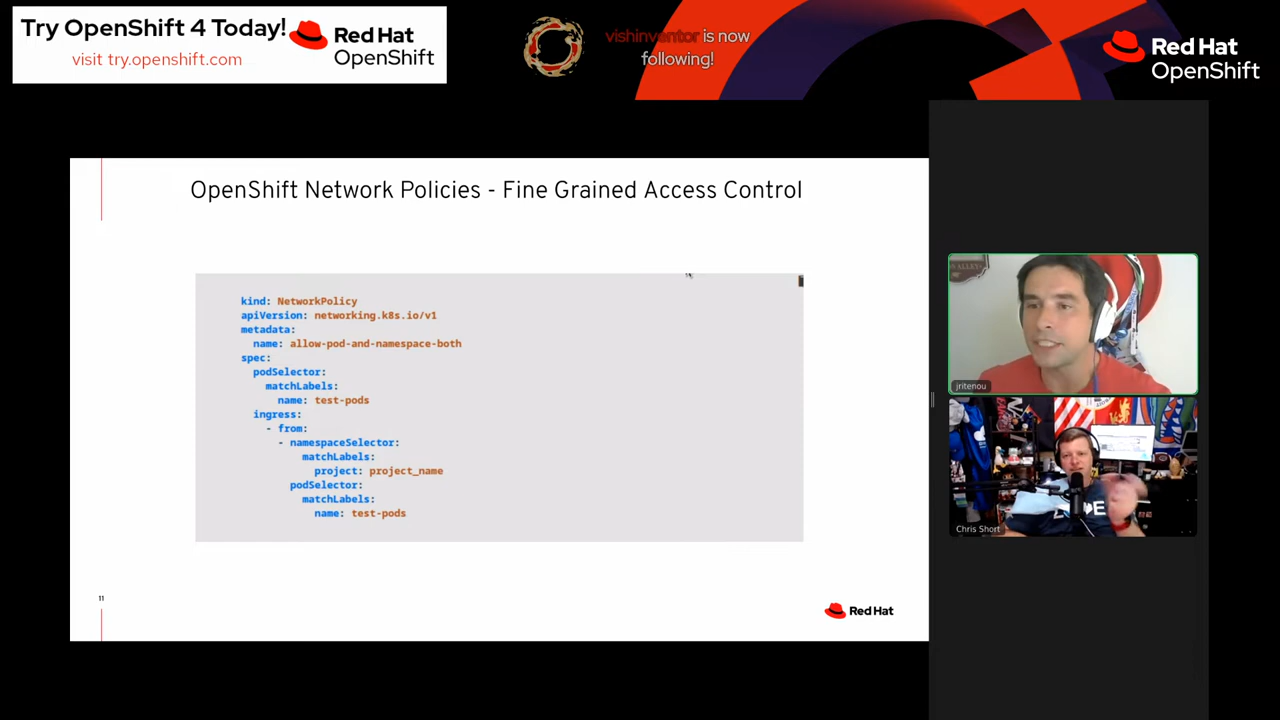 Try OpenShift 4 Today!
visit try.openshift.com
Red Hat
OpenShift
vishinventor is now
following!
Red Hat
OpenShift
OpenShift Network Policies - Fine Grained Access Control
kind: NetworkPolicy
apiVersion: networking.k8s.io/v1
metadata:
  name: allow-pod-and-namespace-both
spec:
  podSelector:
    matchLabels:
      name: test-pods
  ingress:
    - from:
      - namespaceSelector:
          matchLabels:
            project: project_name
        podSelector:
          matchLabels:
            name: test-pods
11
Red Hat
ALLEY
jritenou
Chris Short